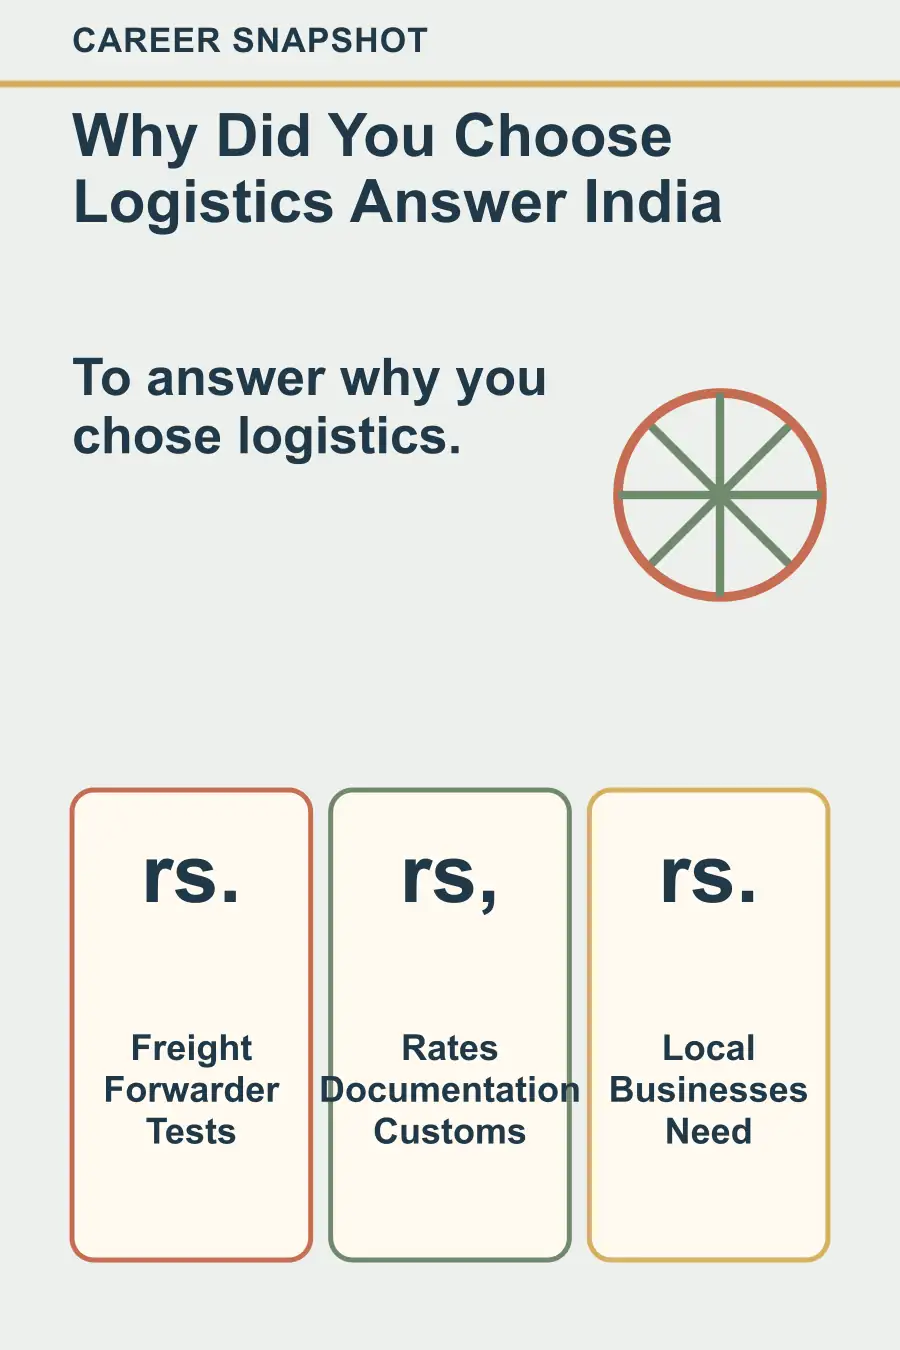 CAREER SNAPSHOT
Why Did You Choose
Logistics Answer India
To answer why you
chose logistics.
rs.
Freight
Forwarder
Tests
rs,
Rates
Documentation
Customs
rs.
Local
Businesses
Need